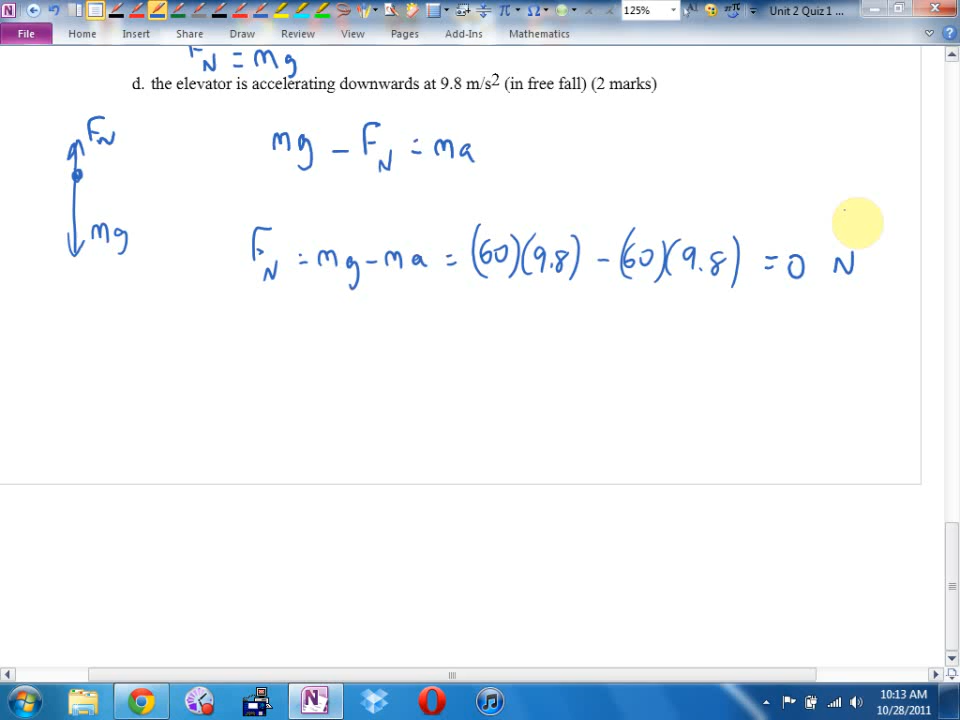 125% Unit 2 Quiz 1 ...
File Home Insert Share Draw Review View Pages Add-Ins Mathematics
F_N = mg
d. the elevator is accelerating downwards at 9.8 m/s² (in free fall) (2 marks)
F_N
mg
mg - F_N = ma
F_N = mg - ma = (60)(9.8) - (60)(9.8) = 0 N
10:13 AM
10/28/2011